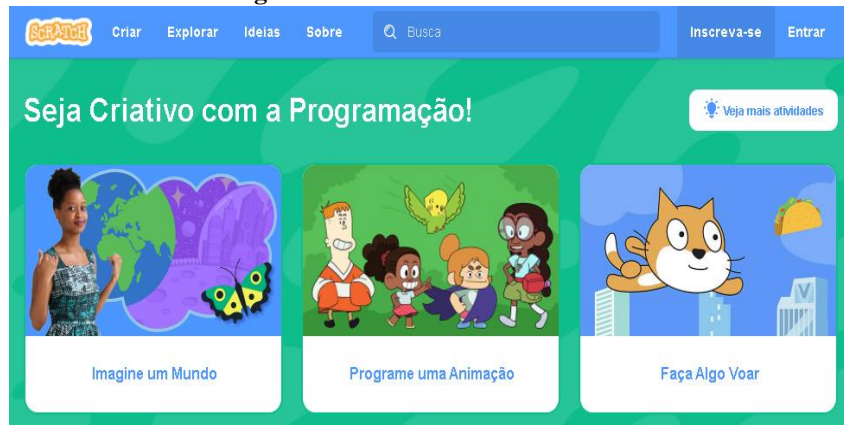 SCRATCH Criar Explorar Ideias Sobre Busca Inscreva-se Entrar
Seja Criativo com a Programação!
Veja mais atividades
Imagine um Mundo
Programe uma Animação
Faça Algo Voar